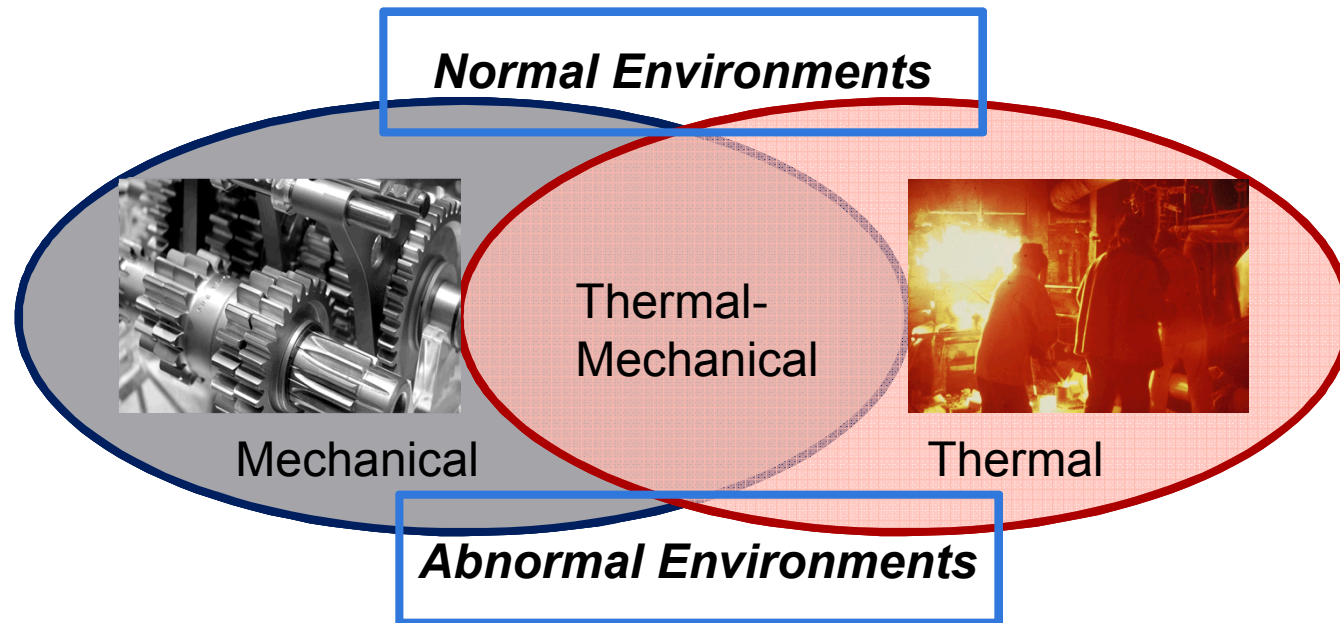 Normal Environments
Thermal-
Mechanical
Mechanical
Thermal
Abnormal Environments